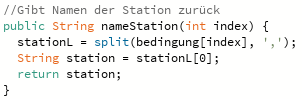 //Gibt Namen der Station zurück
public String nameStation(int index) {
  stationL = split(bedingung[index], ',');
  String station = stationL[0];
  return station;
}